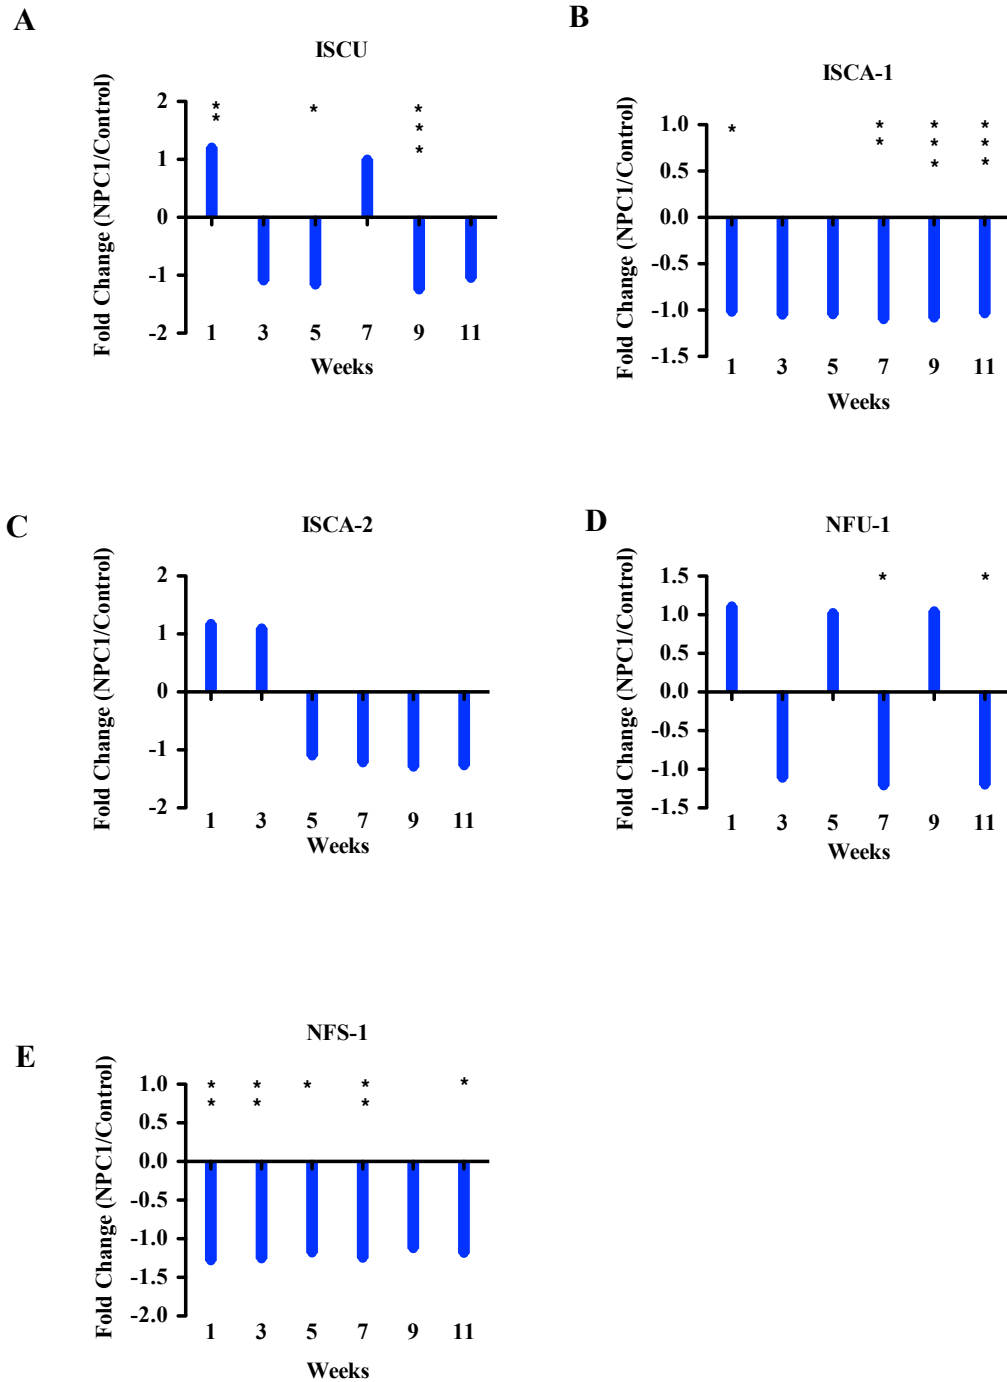 A
ISCU
Fold Change (NPC1/Control)
2
1
0
-1
-2
* * * * * *
1 3 5 7 9 11
Weeks
B
ISCA-1
Fold Change (NPC1/Control)
1.0
0.5
0.0
-0.5
-1.0
-1.5
* * * * * * * * *
1 3 5 7 9 11
Weeks
C
ISCA-2
Fold Change (NPC1/Control)
2
1
0
-1
-2
1 3 5 7 9 11
Weeks
D
NFU-1
Fold Change (NPC1/Control)
1.5
1.0
0.5
0.0
-0.5
-1.0
-1.5
* *
1 3 5 7 9 11
Weeks
E
NFS-1
Fold Change (NPC1/Control)
1.0
0.5
0.0
-0.5
-1.0
-1.5
-2.0
* * * * * * * *
1 3 5 7 9 11
Weeks